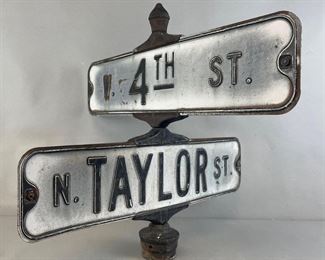 W. 4TH ST.
N. TAYLOR ST.